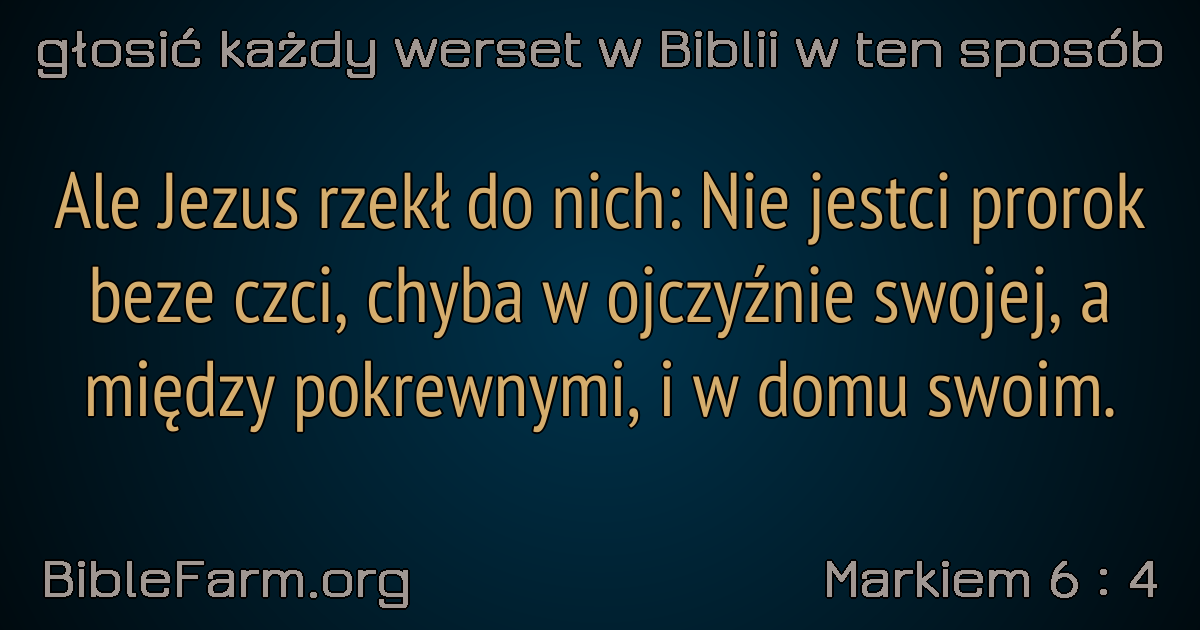 głosić każdy werset w Biblii w ten sposób
Ale Jezus rzekł do nich: Nie jestci prorok
beze czci, chyba w ojczyźnie swojej, a
między pokrewnymi, i w domu swoim.
BibleFarm.org
Markiem 6 : 4